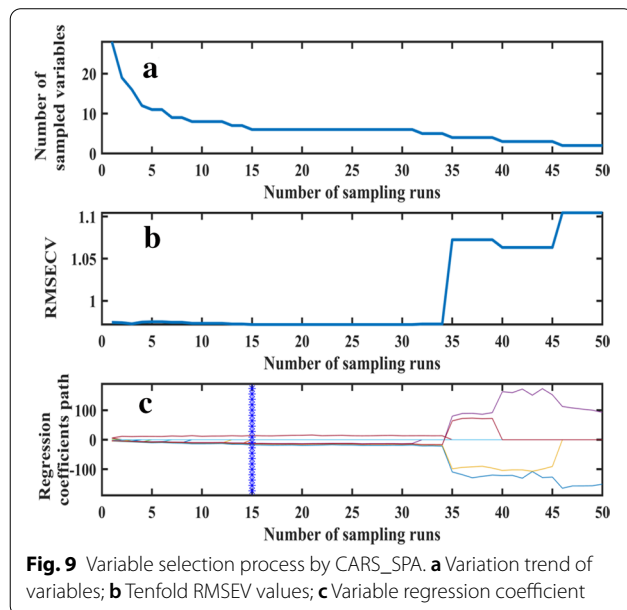 a
Number of
sampled variables
20
10
0
0 5 10 15 20 25 30 35 40 45 50
Number of sampling runs
b
RMSECV
1.1
1.05
1
0 5 10 15 20 25 30 35 40 45 50
Number of sampling runs
c
Regression
coefficients path
100
0
-100
0 5 10 15 20 25 30 35 40 45 50
Number of sampling runs
Fig. 9 Variable selection process by CARS_SPA. a Variation trend of
variables; b Tenfold RMSEV values; c Variable regression coefficient